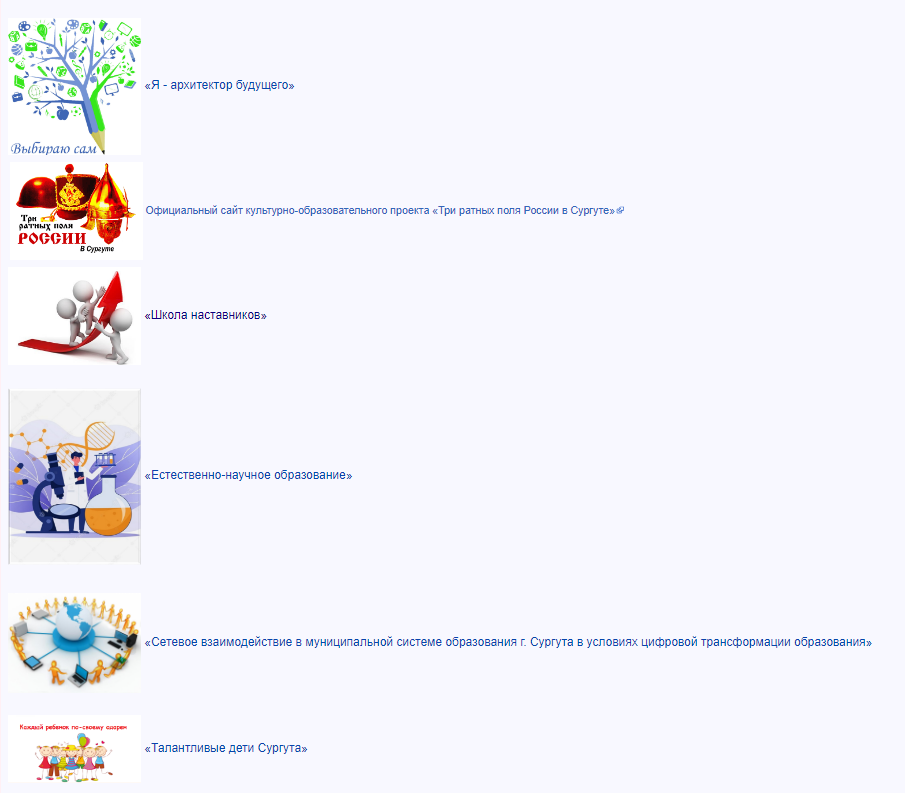 «Я - архитектор будущего»
Выбираю сам
Три
ратных поля
РОССИИ
В Сургуте
Официальный сайт культурно-образовательного проекта «Три ратных поля России в Сургуте»
«Школа наставников»
«Естественно-научное образование»
«Сетевое взаимодействие в муниципальной системе образования г. Сургута в условиях цифровой трансформации образования»
Каждый ребенок по-своему одарен
«Талантливые дети Сургута»